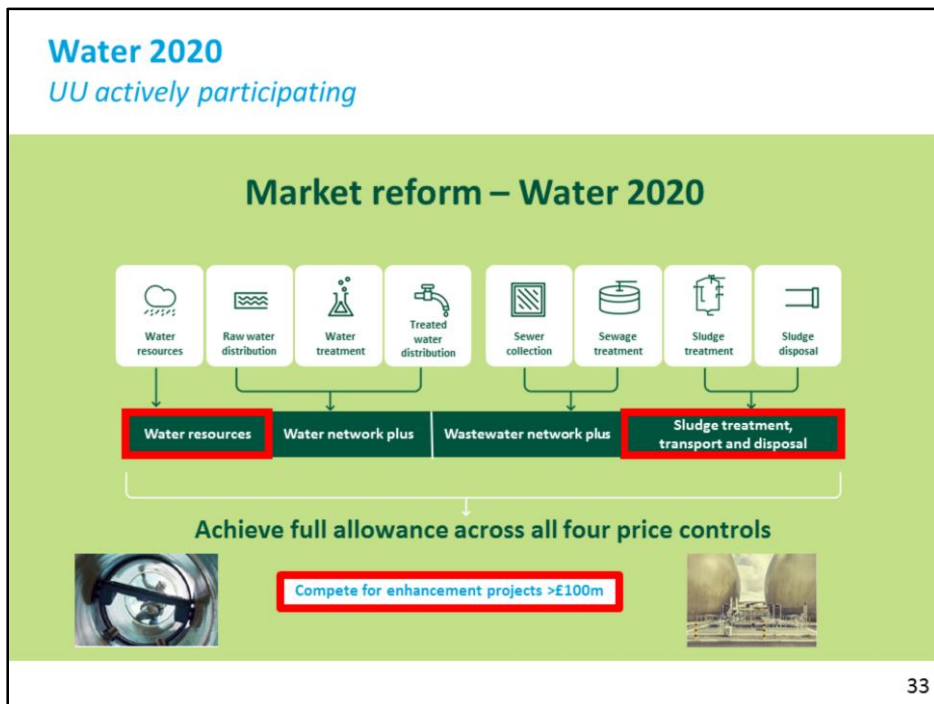 Water 2020
UU actively participating
Market reform – Water 2020
Water
resources
Raw water
distribution
Water
treatment
Treated
water
distribution
Sewer
collection
Sewage
treatment
Sludge
treatment
Sludge
disposal
Water resources
Water network plus
Wastewater network plus
Sludge treatment,
transport and disposal
Achieve full allowance across all four price controls
Compete for enhancement projects >£100m
33